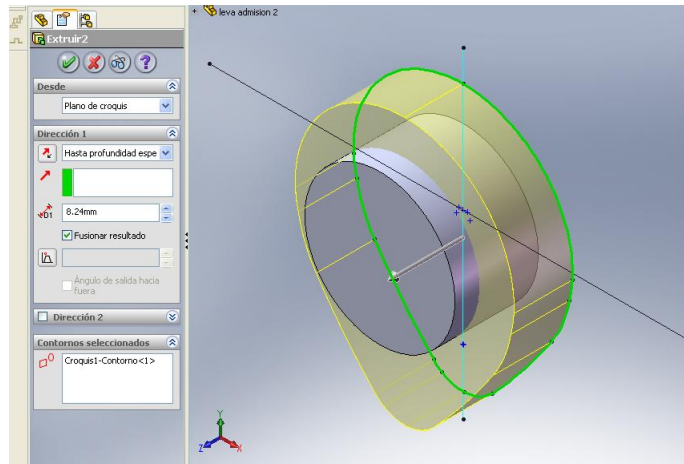 leva admision 2
Extruir2
Desde
Plano de croquis
Dirección 1
Hasta profundidad espe
D1
8.24mm
Fusionar resultado
Ángulo de salida hacia
fuera
Dirección 2
Contornos seleccionados
Croquis1-Contorno<1>
Y
Z
X